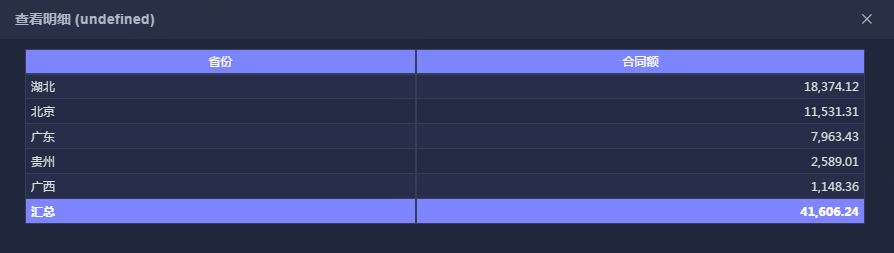 查看明细 (undefined)
省份 合同额
湖北 18,374.12
北京 11,531.31
广东 7,963.43
贵州 2,589.01
广西 1,148.36
汇总 41,606.24